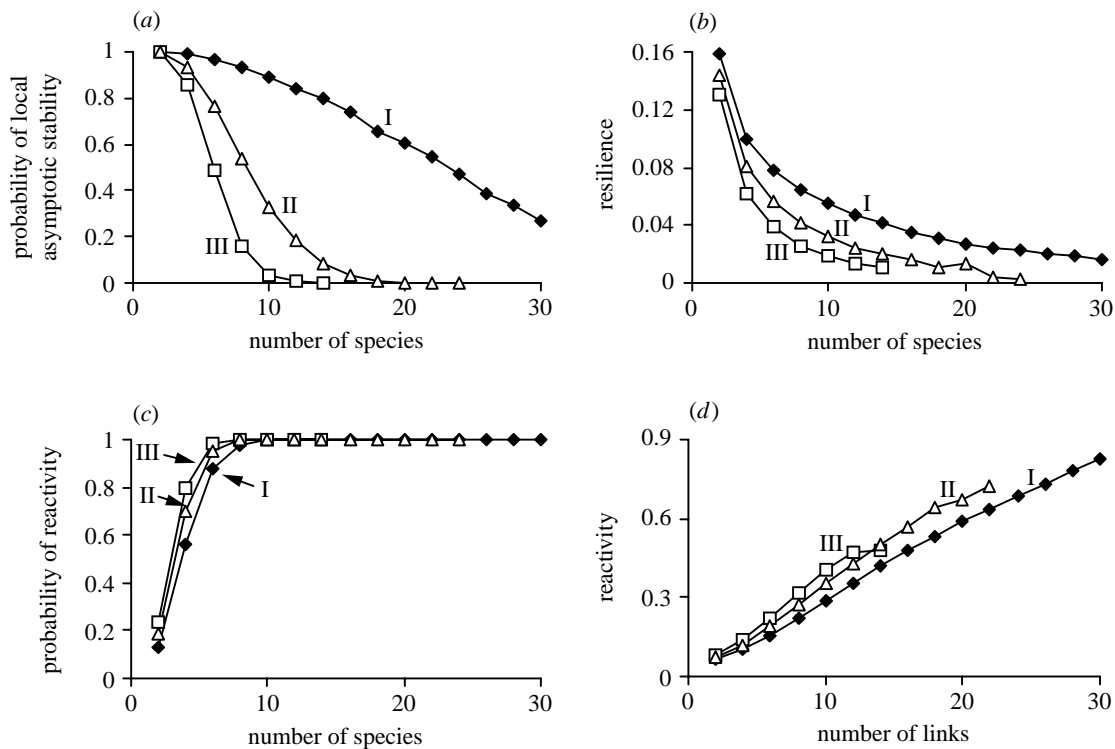 (a)
1
0.8
0.6
0.4
0.2
0
probability of local
asymptotic stability
I
II
III
0
10
20
30
number of species
(b)
0.16
0.12
0.08
0.04
0
resilience
I
II
III
0
10
20
30
number of species
(c)
1
0.8
0.6
0.4
0.2
0
probability of reactivity
III
II
I
0
10
20
30
number of species
(d)
0.9
0.6
0.3
0
reactivity
I
II
III
0
10
20
30
number of links